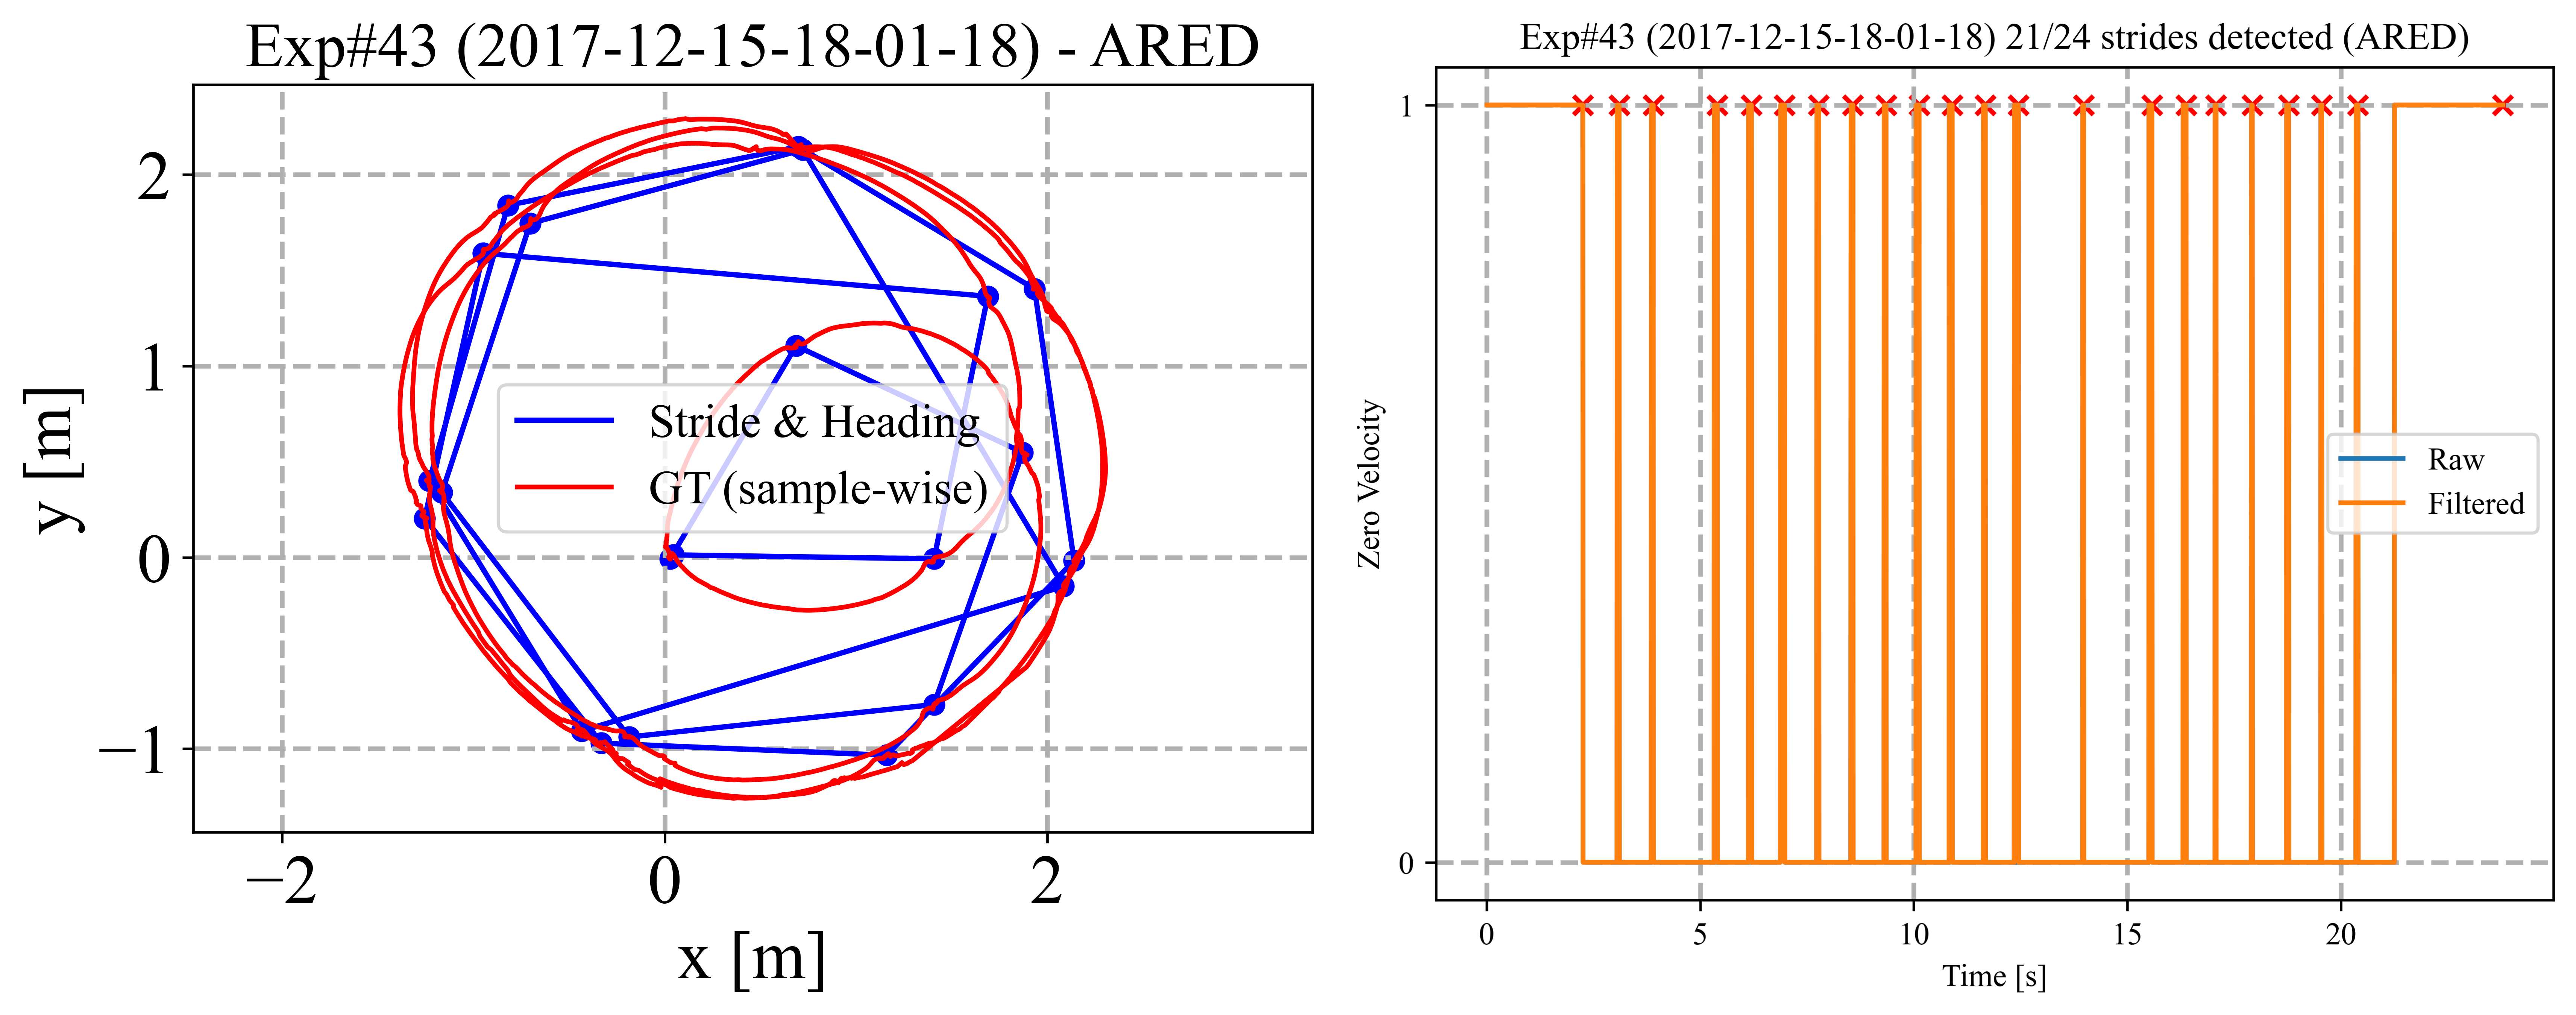 Exp#43 (2017-12-15-18-01-18) - ARED
2
1
0
−1
y [m]
−2
0
2
x [m]
Stride & Heading
GT (sample-wise)
Exp#43 (2017-12-15-18-01-18) 21/24 strides detected (ARED)
1
0
Zero Velocity
0
5
10
15
20
Time [s]
Raw
Filtered